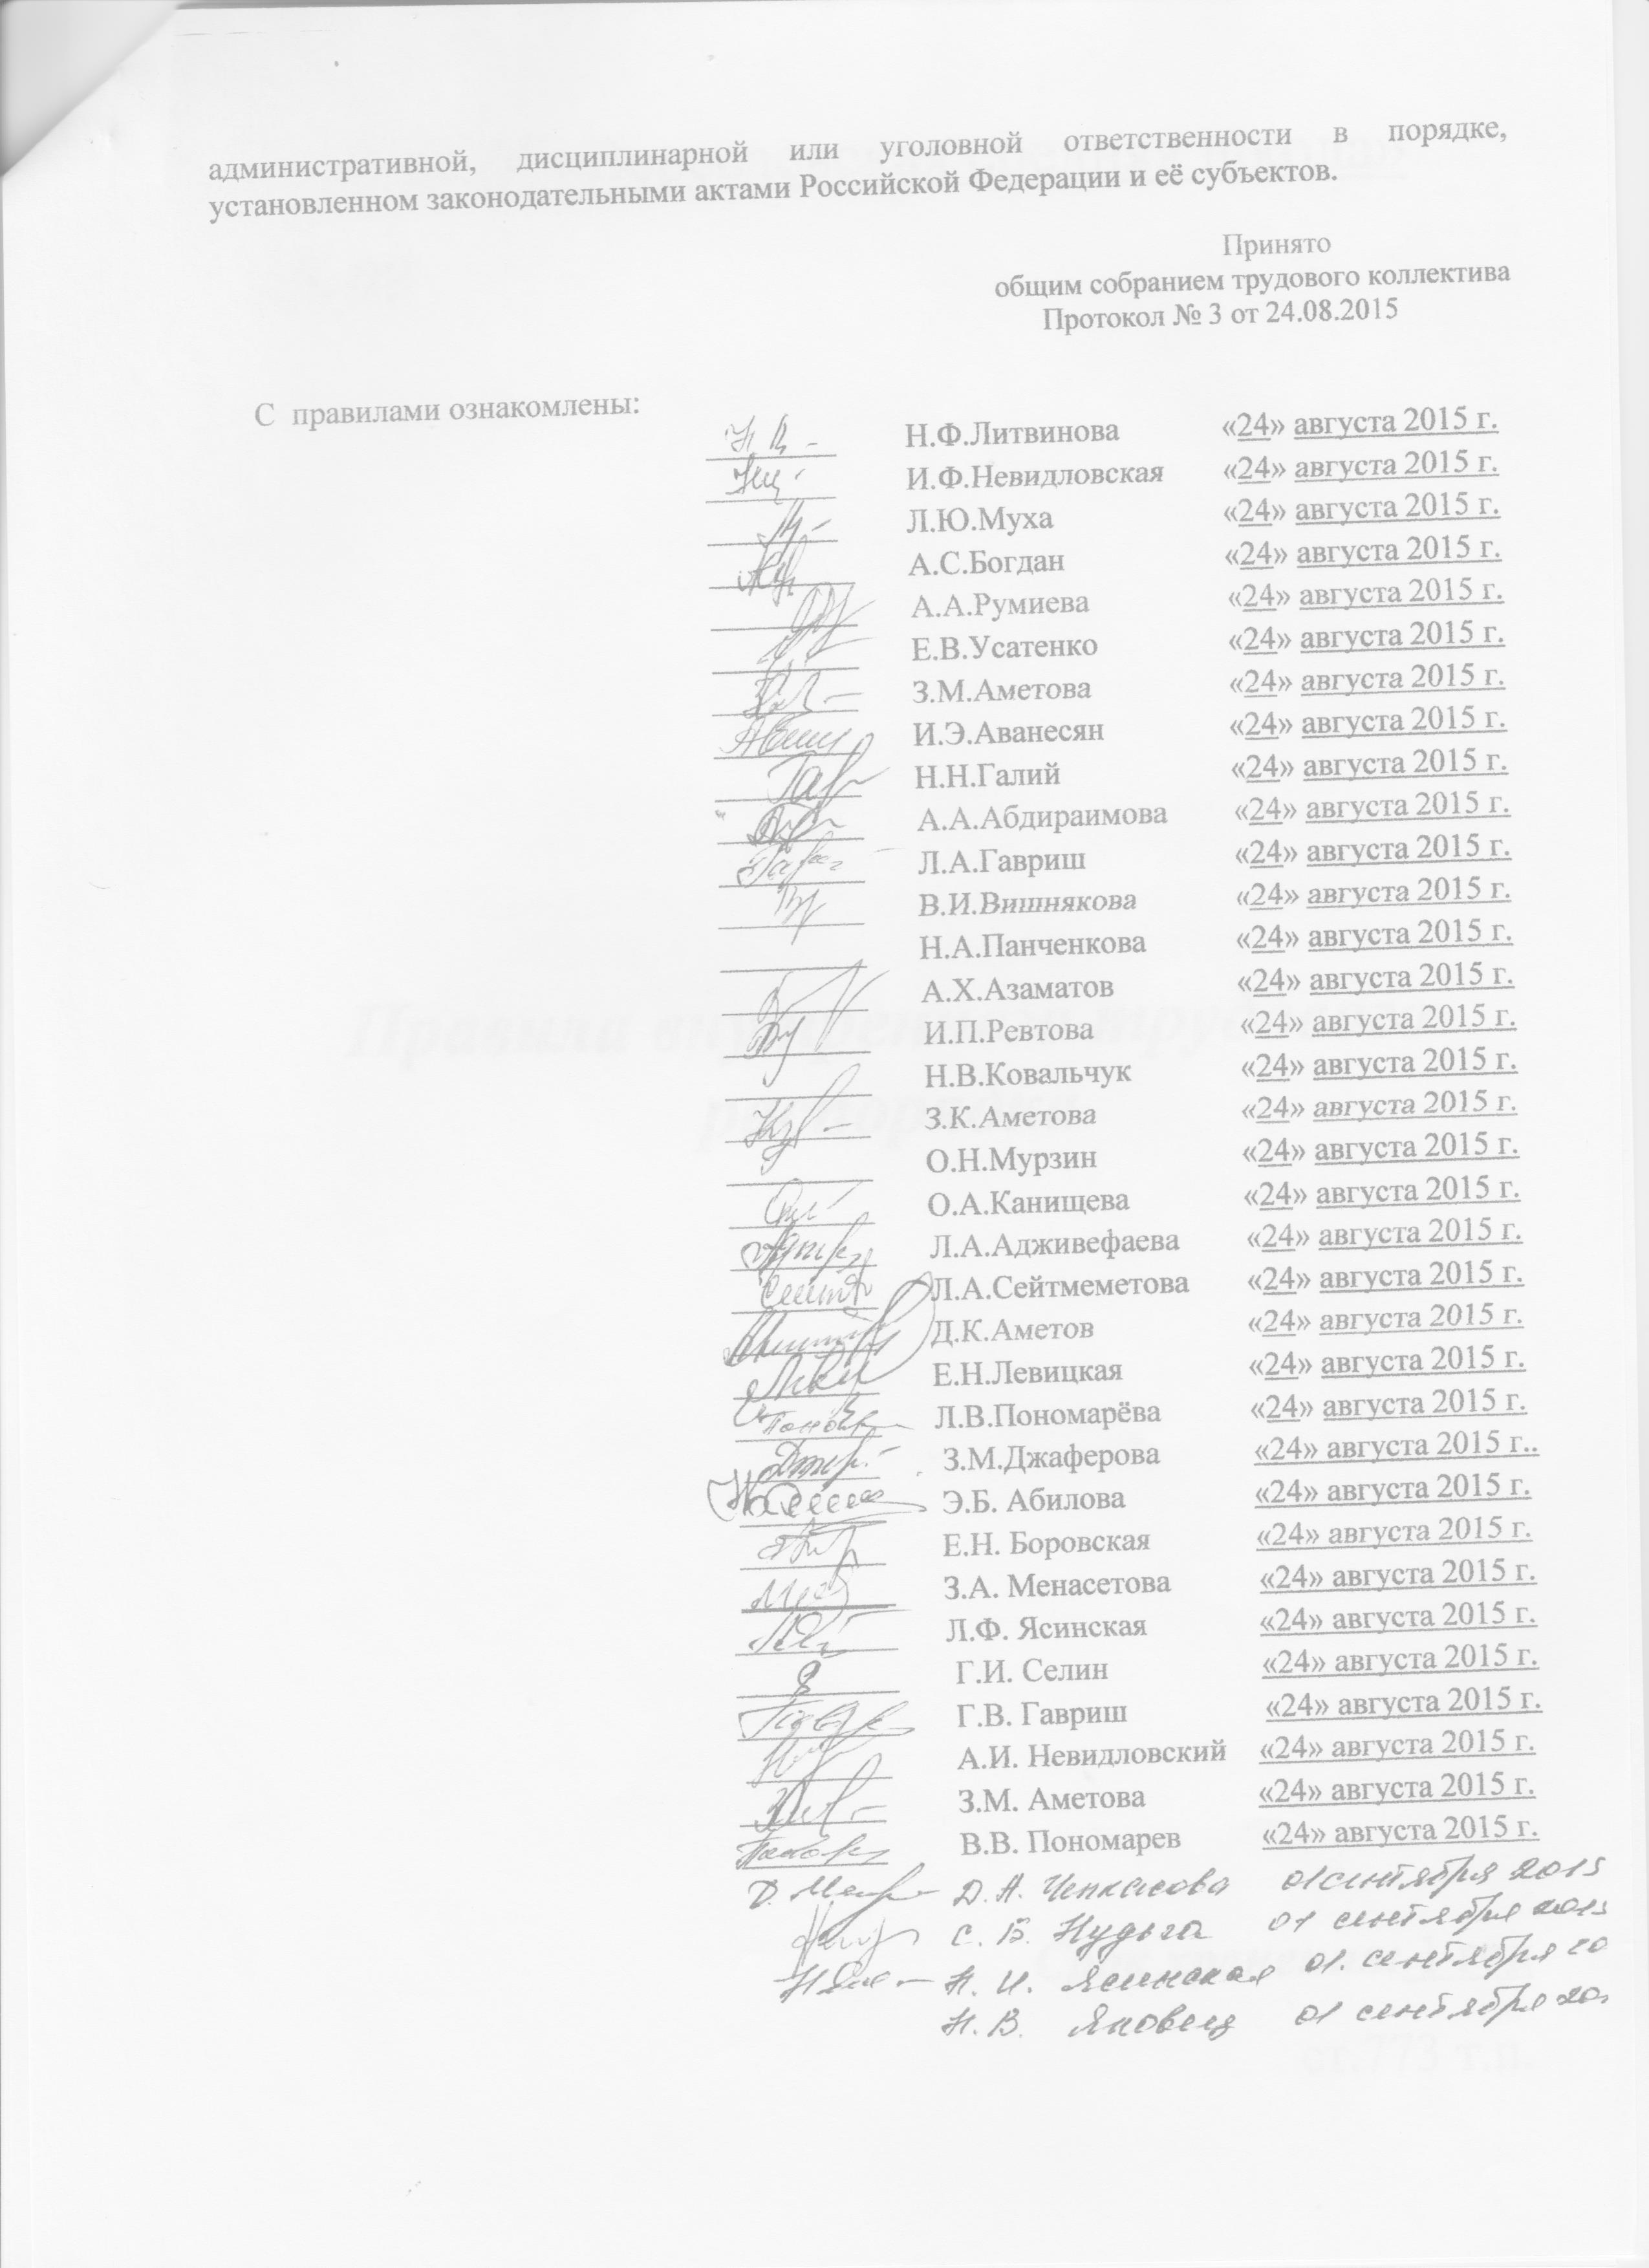 административной, дисциплинарной или уголовной ответственности в порядке,
установленном законодательными актами Российской Федерации и её субъектов.
Принято
общим собранием трудового коллектива
Протокол № 3 от 24.08.2015
С правилами ознакомлены:
Н.Ф.Литвинова «24» августа 2015 г.
И.Ф.Невидловская «24» августа 2015 г.
Л.Ю.Муха «24» августа 2015 г.
А.С.Богдан «24» августа 2015 г.
А.А.Румиева «24» августа 2015 г.
Е.В.Усатенко «24» августа 2015 г.
З.М.Аметова «24» августа 2015 г.
И.Э.Аванесян «24» августа 2015 г.
Н.Н.Галий «24» августа 2015 г.
А.А.Абдираимова «24» августа 2015 г.
Л.А.Гавриш «24» августа 2015 г.
В.И.Вишнякова «24» августа 2015 г.
Н.А.Панченкова «24» августа 2015 г.
А.Х.Азаматов «24» августа 2015 г.
И.П.Ревтова «24» августа 2015 г.
Н.В.Ковальчук «24» августа 2015 г.
З.К.Аметова «24» августа 2015 г.
О.Н.Мурзин «24» августа 2015 г.
О.А.Канищева «24» августа 2015 г.
Л.А.Адживефаева «24» августа 2015 г.
Л.А.Сейтмеметова «24» августа 2015 г.
Д.К.Аметов «24» августа 2015 г.
Е.Н.Левицкая «24» августа 2015 г.
Л.В.Пономарёва «24» августа 2015 г.
З.М.Джаферова «24» августа 2015 г..
Э.Б. Абилова «24» августа 2015 г.
Е.Н. Боровская «24» августа 2015 г.
З.А. Менасетова «24» августа 2015 г.
Л.Ф. Ясинская «24» августа 2015 г.
Г.И. Селин «24» августа 2015 г.
Г.В. Гавриш «24» августа 2015 г.
А.И. Невидловский «24» августа 2015 г.
З.М. Аметова «24» августа 2015 г.
В.В. Пономарев «24» августа 2015 г.
Д.А. Чепкасова 01 сентября 2015
С.Б. Нудьга 01 сентября 2015
Н.И. Ясинская 01. сентября 20
Н.В. Яковец 01 сентября 20